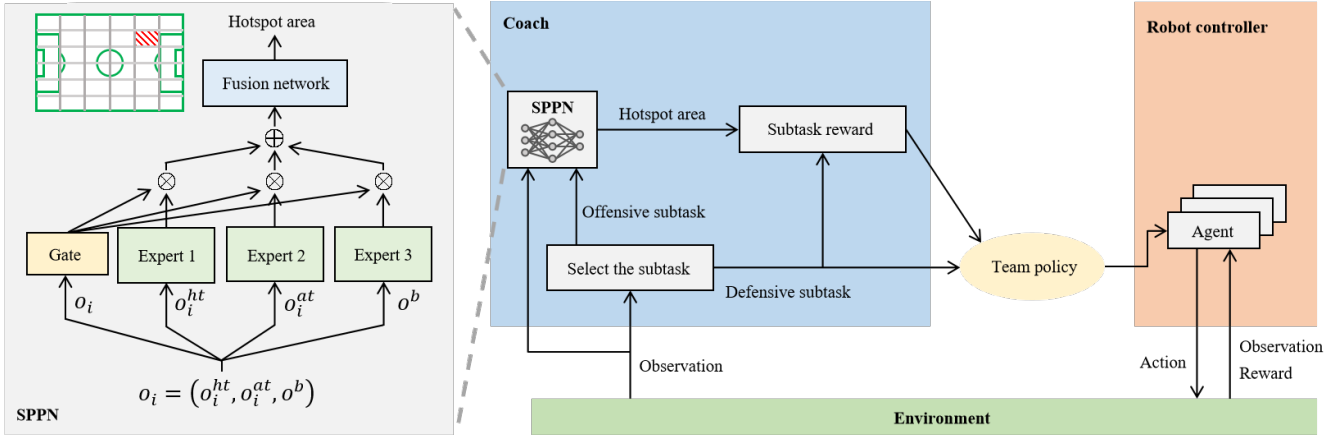 Hotspot area
Fusion network
Gate
Expert 1
Expert 2
Expert 3
o_i
o_i^{ht}
o_i^{at}
o^b
o_i = (o_i^{ht}, o_i^{at}, o^b)
SPPN
Coach
SPPN
Hotspot area
Subtask reward
Offensive subtask
Select the subtask
Defensive subtask
Observation
Team policy
Robot controller
Agent
Action
Observation
Reward
Environment